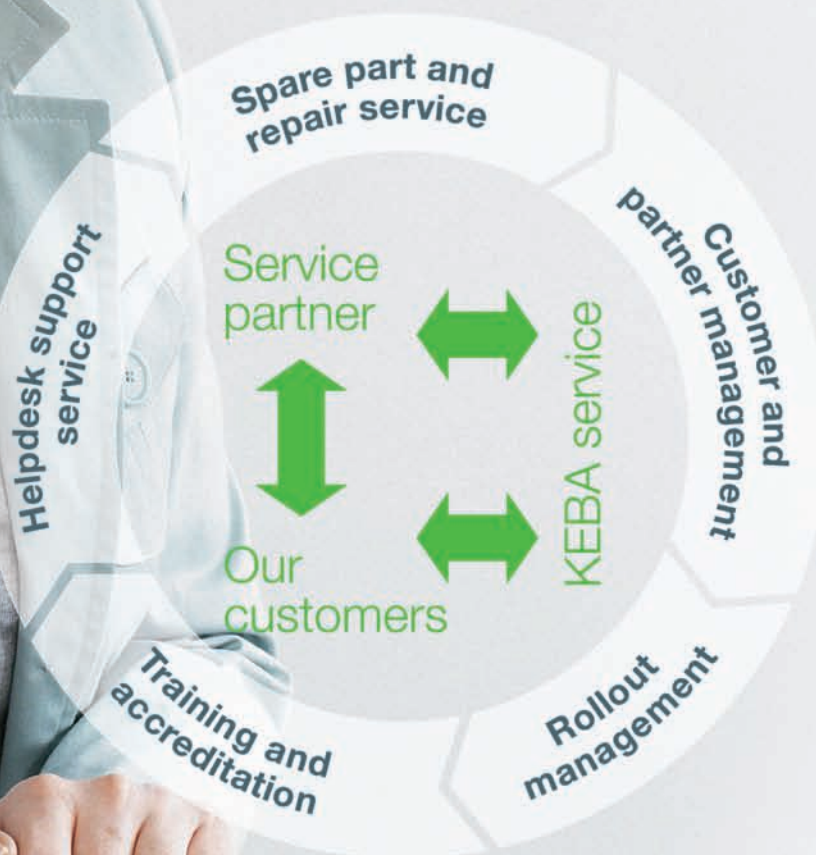 Spare part and
repair service
Customer and
partner management
Rollout
management
Training and
accreditation
Helpdesk support
service
Service
partner
KEBA service
Our
customers